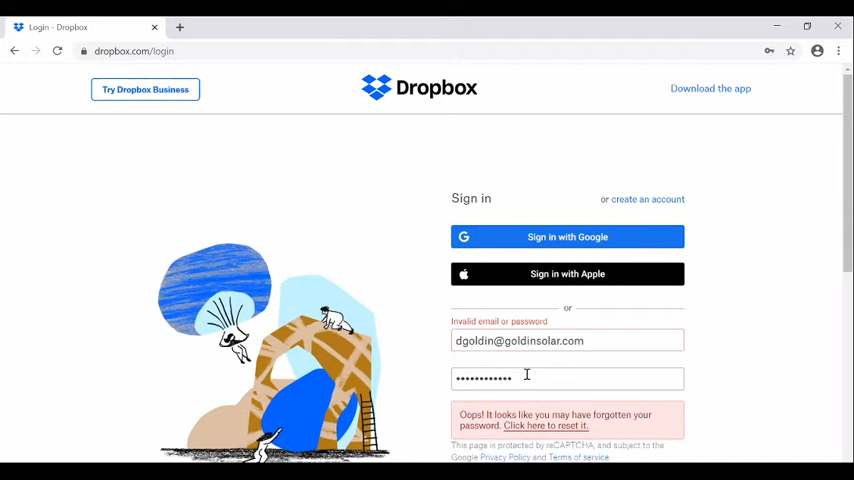 Login - Dropbox
dropbox.com/login
Try Dropbox Business
Dropbox
Download the app
Sign in
or create an account
G
Sign in with Google
Sign in with Apple
or
Invalid email or password
dgoldin@goldinsolar.com
••••••••••••
Oops! It looks like you may have forgotten your
password. Click here to reset it.
This page is protected by reCAPTCHA, and subject to the
Google Privacy Policy and Terms of service